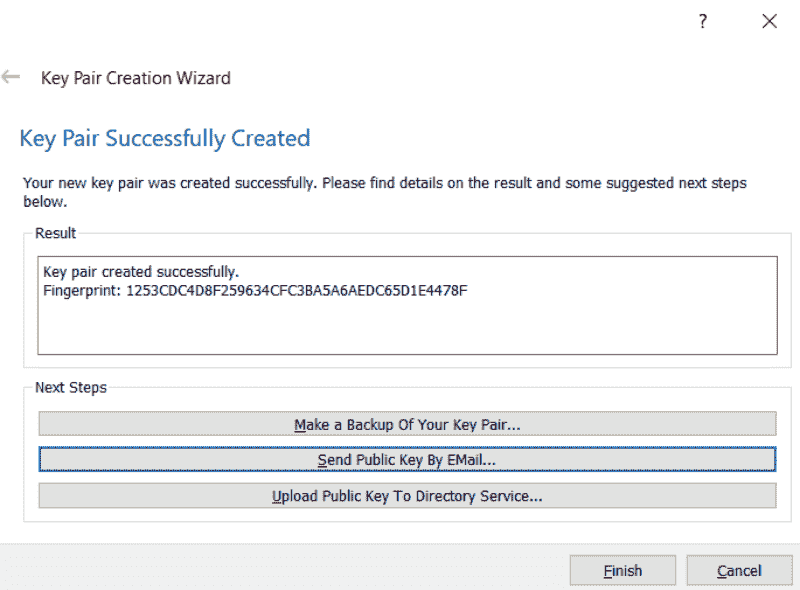 ?
Key Pair Creation Wizard
Key Pair Successfully Created
Your new key pair was created successfully. Please find details on the result and some suggested next steps
below.
Result
Key pair created successfully.
Fingerprint: 1253CDC4D8F259634CFC3BA5A6AEDC65D1E4478F
Next Steps
Make a Backup Of Your Key Pair...
Send Public Key By EMail...
Upload Public Key To Directory Service...
Finish
Cancel